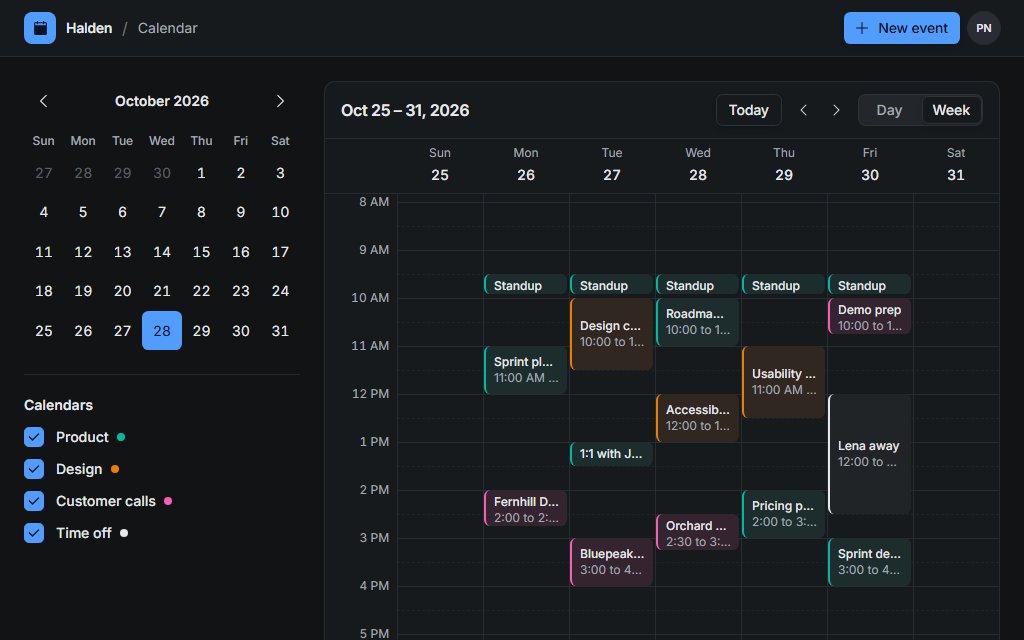 Halden / Calendar
New event
PN
October 2026
Sun Mon Tue Wed Thu Fri Sat
27 28 29 30 1 2 3
4 5 6 7 8 9 10
11 12 13 14 15 16 17
18 19 20 21 22 23 24
25 26 27 28 29 30 31
Calendars
Product
Design
Customer calls
Time off
Oct 25 – 31, 2026
Today
Day
Week
Sun Mon Tue Wed Thu Fri Sat
25 26 27 28 29 30 31
8 AM
9 AM
Standup Standup Standup Standup Standup
10 AM
Design c...
10:00 to 1...
Roadma...
10:00 to 1...
Demo prep
10:00 to 1...
11 AM
Sprint pl...
11:00 AM ...
Usability ...
11:00 AM ...
12 PM
Accessib...
12:00 to 1...
Lena away
12:00 to ...
1 PM
1:1 with J...
2 PM
Fernhill D...
2:00 to 2:...
Orchard ...
2:30 to 3:...
Pricing p...
2:00 to 3:...
3 PM
Bluepeak...
3:00 to 4...
Sprint de...
3:00 to 4...
4 PM
5 PM